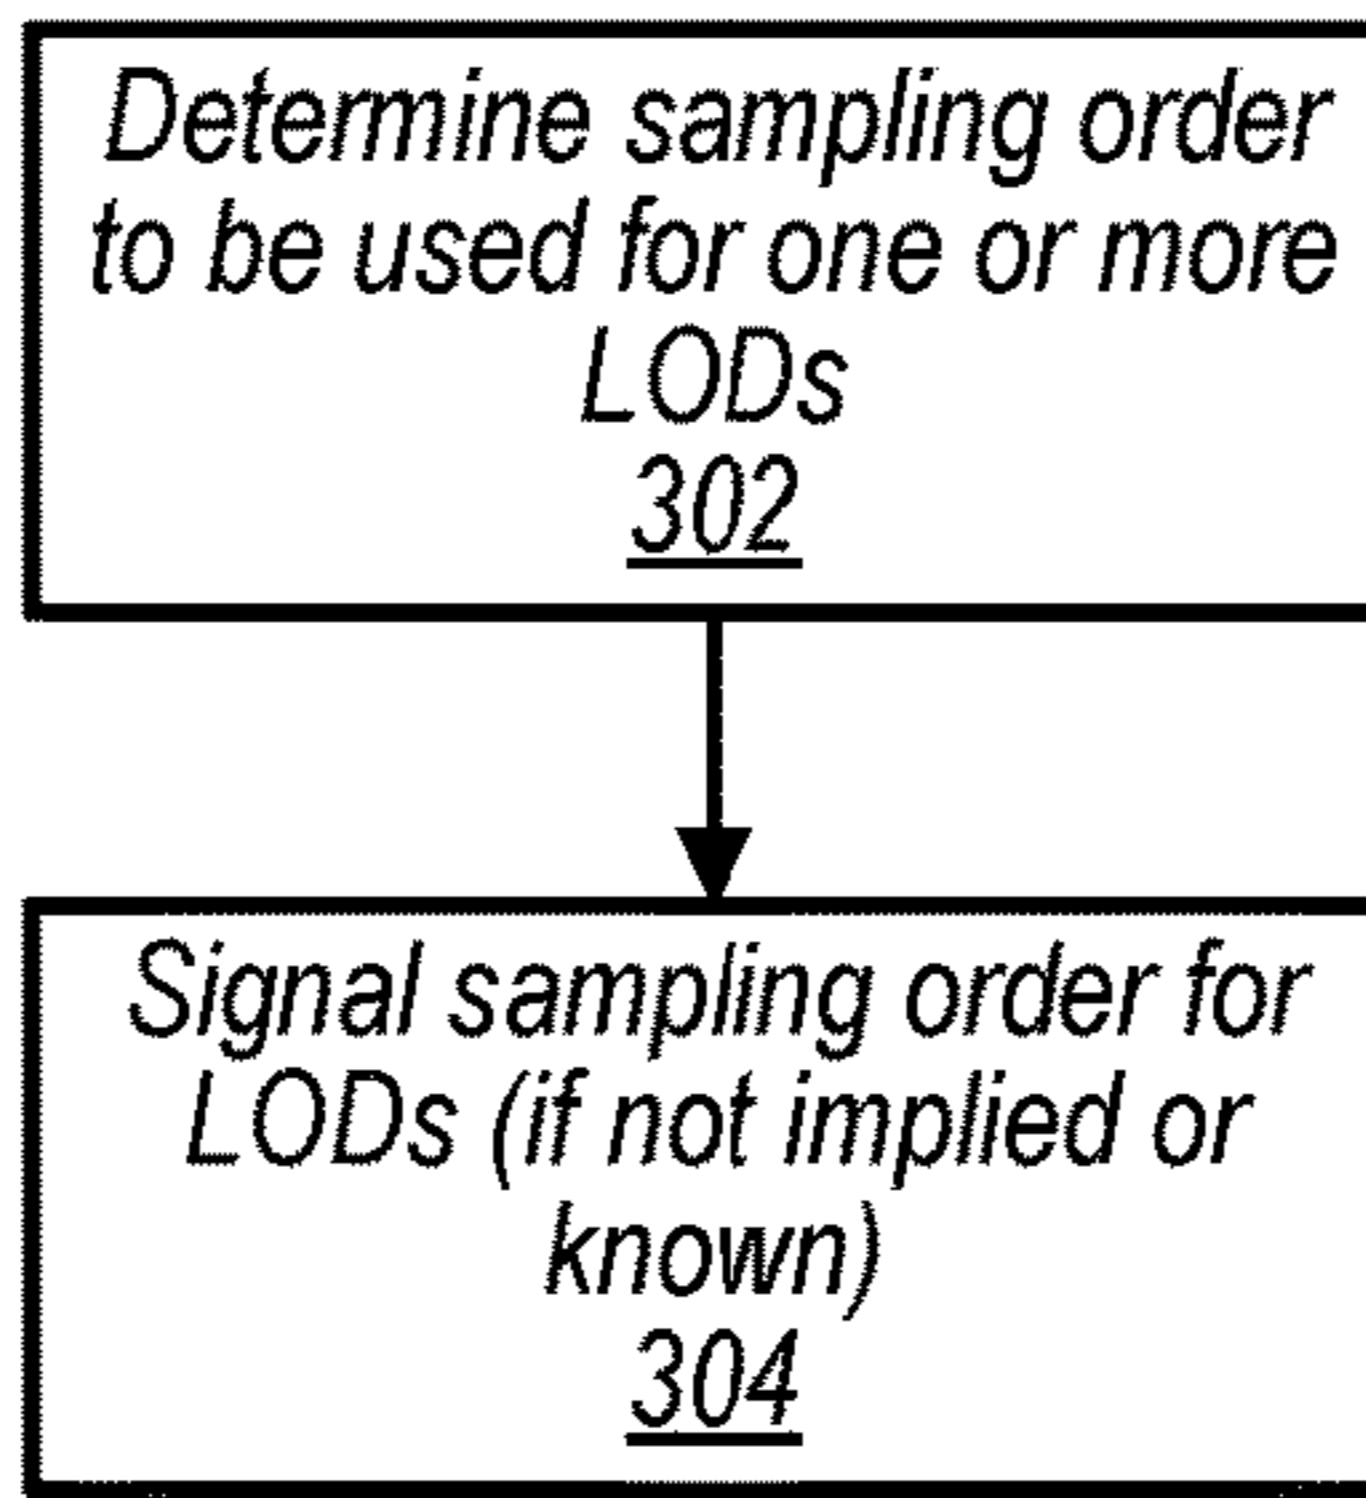 Determine sampling order
to be used for one or more
LODs
302
Signal sampling order for
LODs (if not implied or
known)
304